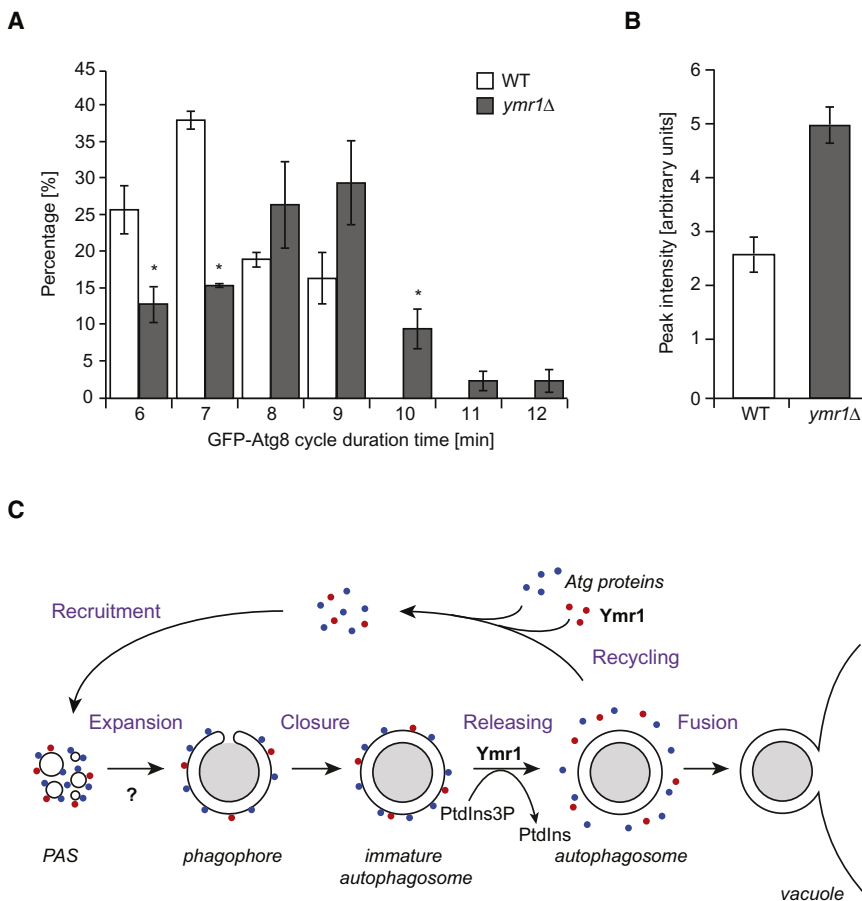 A
Percentage [%]
45
40
35
30
25
20
15
10
5
0
WT
ymr1Δ
*
*
*
6 7 8 9 10 11 12
GFP-Atg8 cycle duration time [min]
B
Peak intensity [arbitrary units]
6
5
4
3
2
1
0
WT ymr1Δ
C
Atg proteins
Ymr1
Recruitment
Recycling
Expansion Closure Releasing Fusion
Ymr1
?
PtdIns3P
PtdIns
PAS phagophore immature autophagosome
autophagosome
vacuole